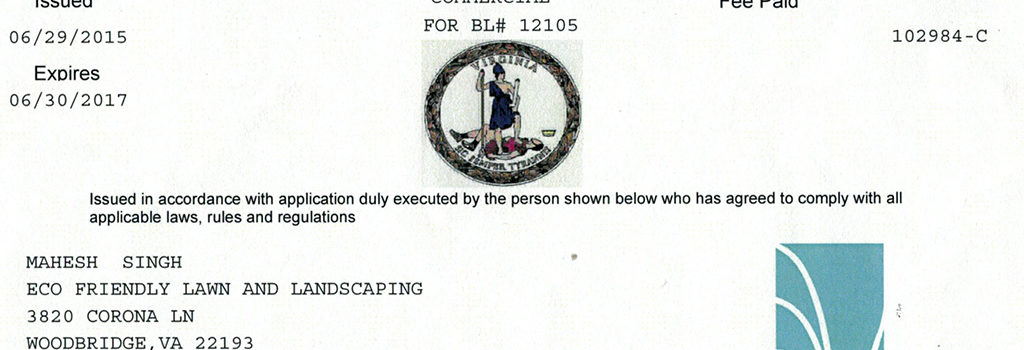 Issued
COMMERCIAL
Fee Paid
FOR BL# 12105
06/29/2015
102984-C
Expires
06/30/2017
VIRGINIA
SIC SEMPER TYRANNIS
Issued in accordance with application duly executed by the person shown below who has agreed to comply with all
applicable laws, rules and regulations
MAHESH SINGH
ECO FRIENDLY LAWN AND LANDSCAPING
3820 CORONA LN
WOODBRIDGE,VA 22193